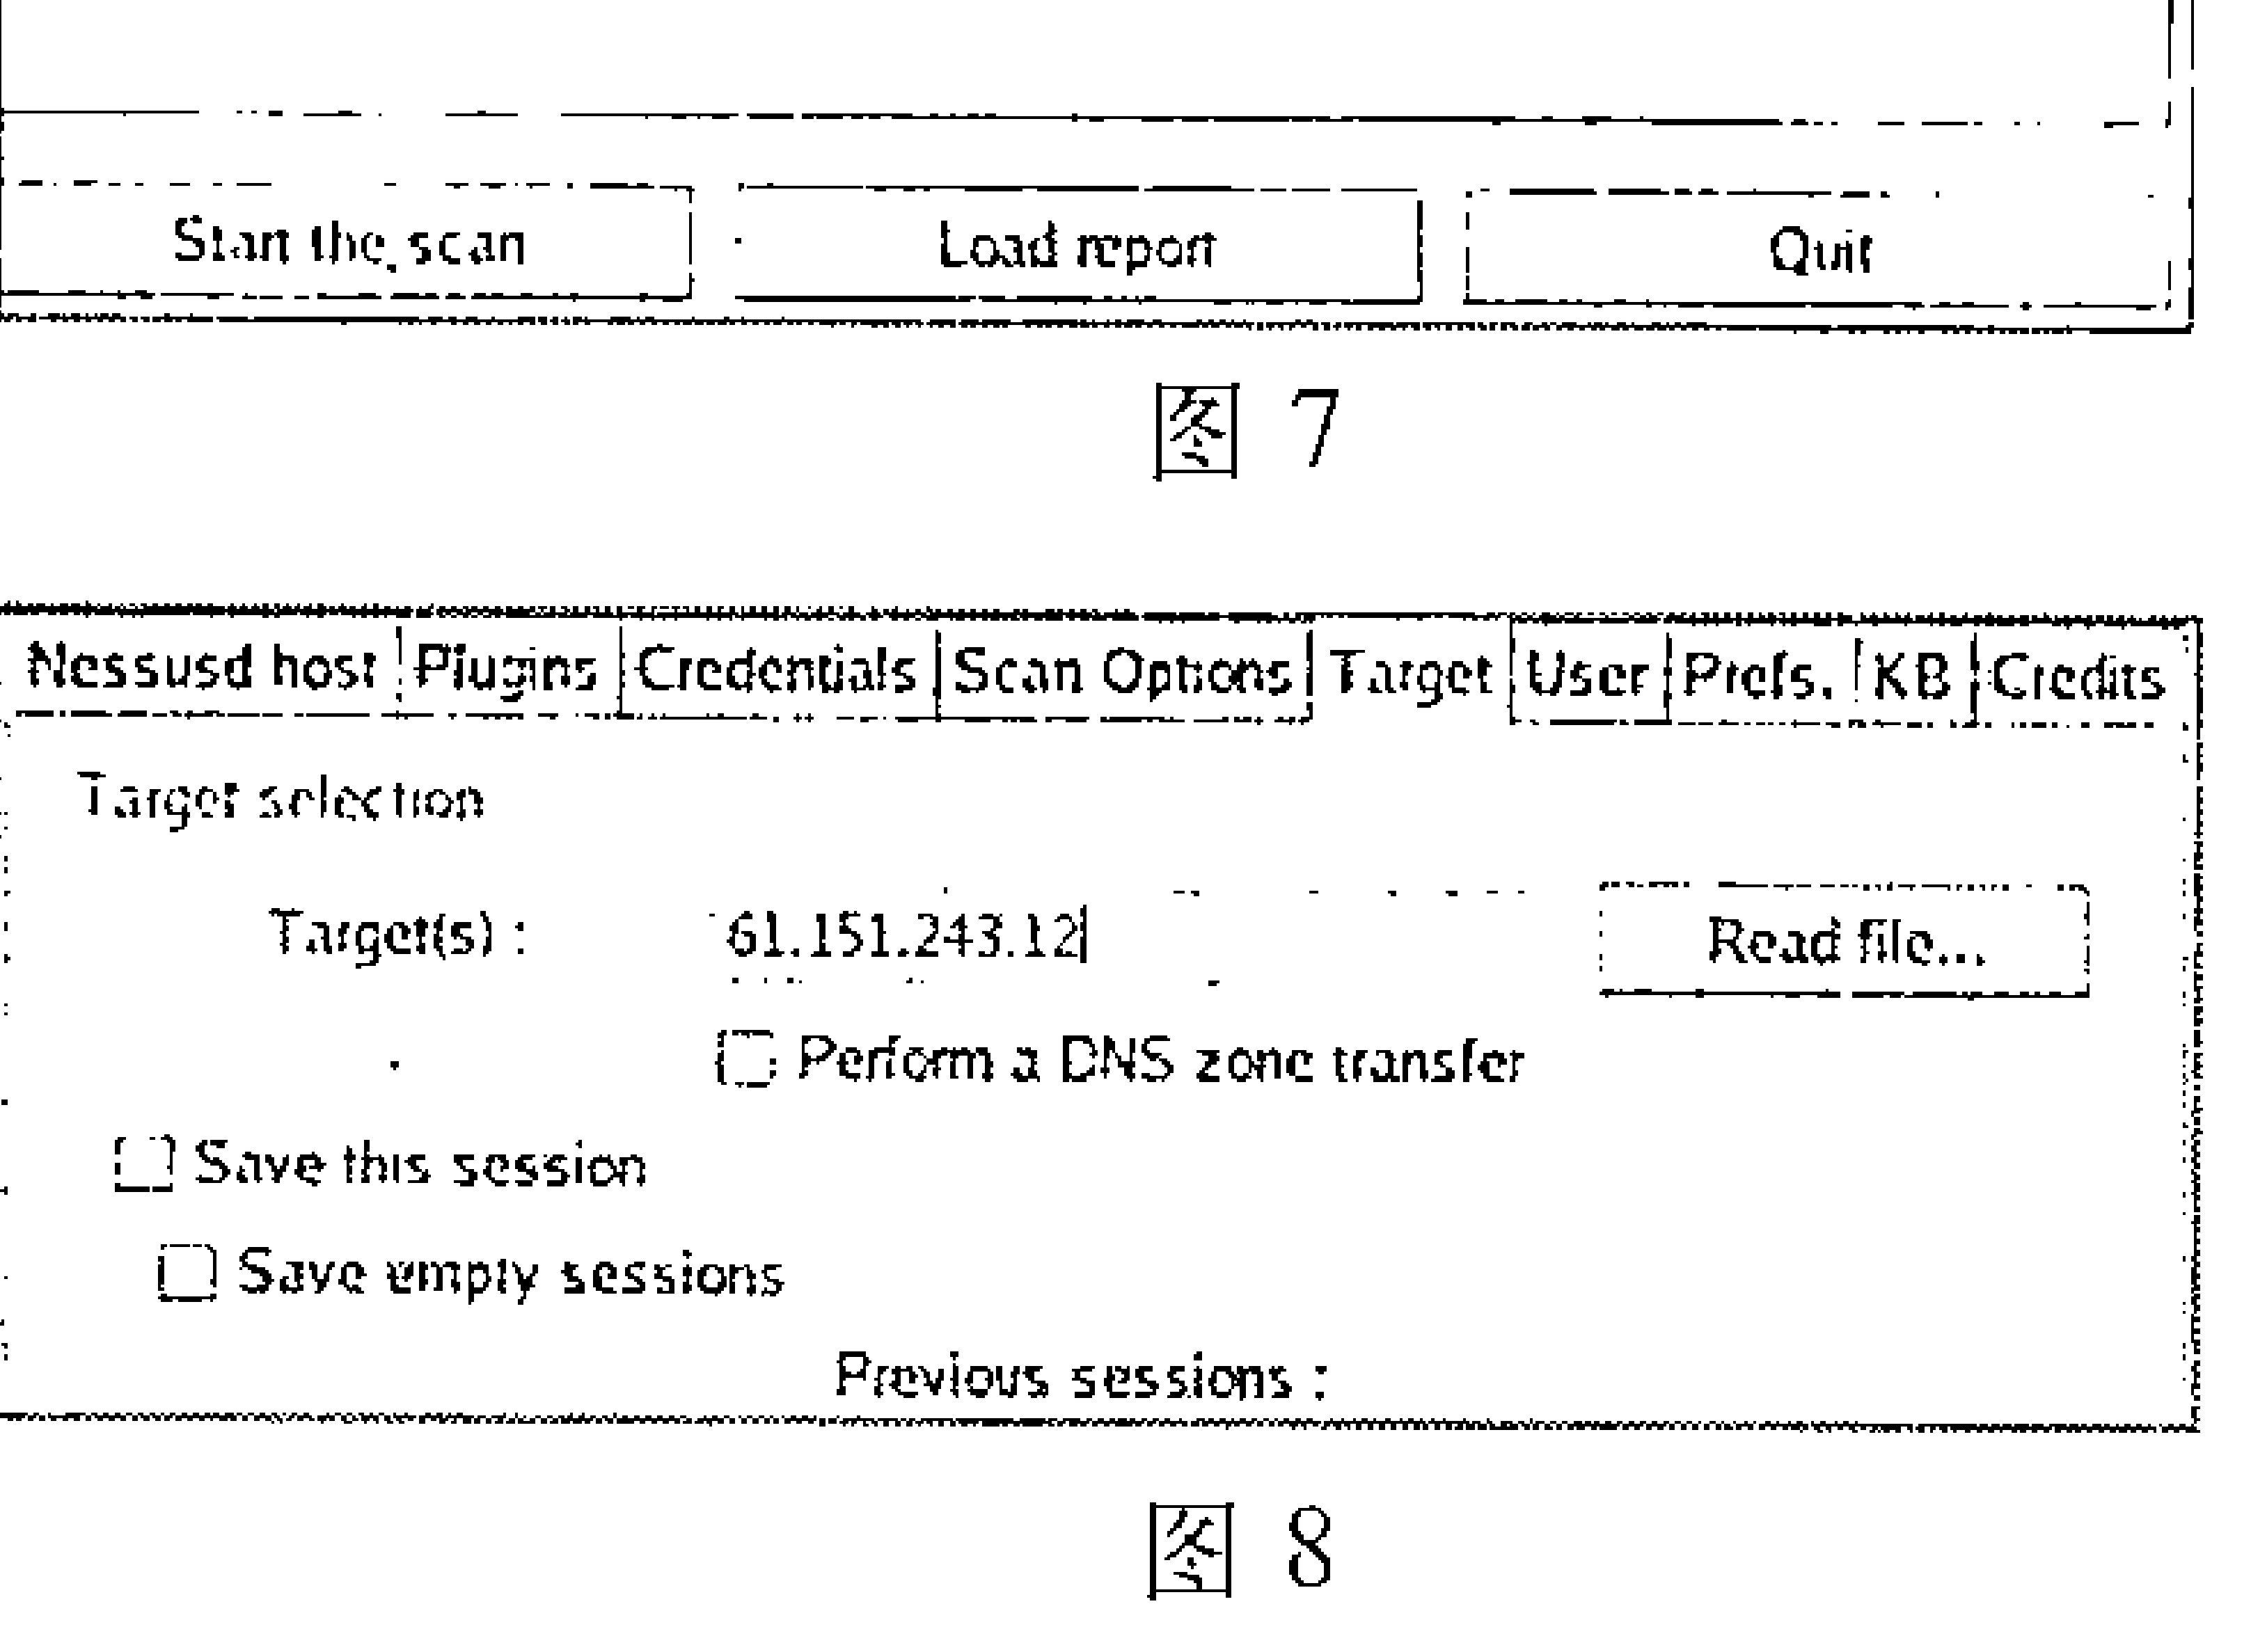 Start the scan Load report Quit
图 7
Nessusd host Plugins Credentials Scan Options Target User Prefs. KB Credits
Target selection
Target(s) : 61.151.243.12 Read file...
Perform a DNS zone transfer
Save this session
Save empty sessions
Previous sessions :
图 8